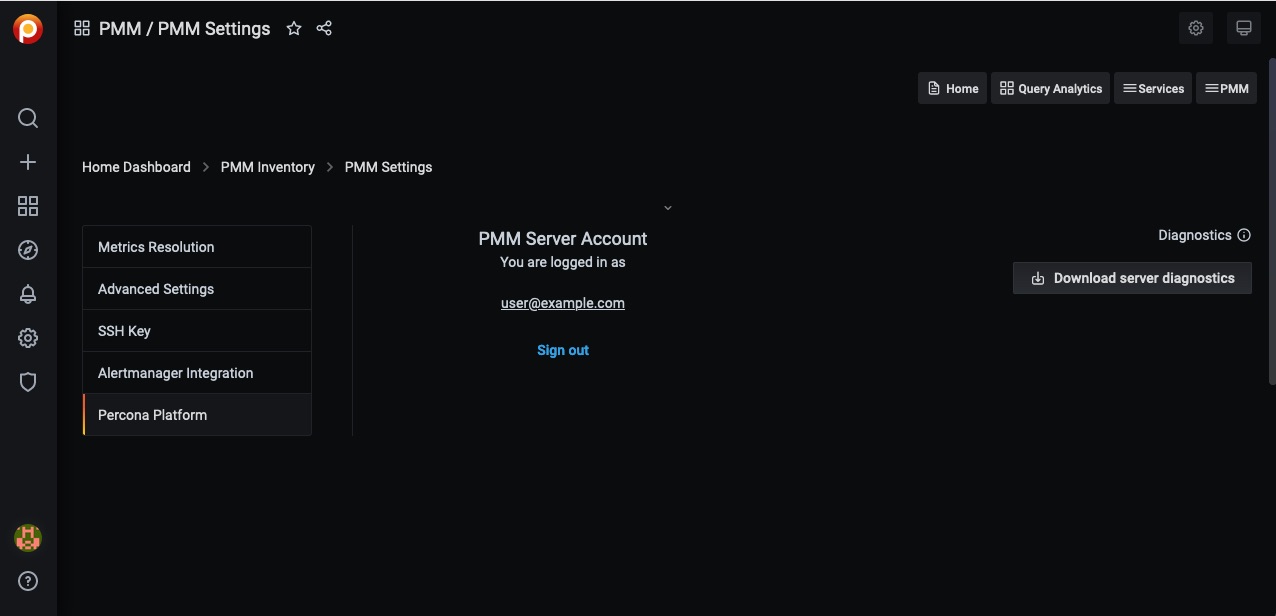 PMM / PMM Settings
Home
Query Analytics
Services
PMM
Home Dashboard > PMM Inventory > PMM Settings
Metrics Resolution
Advanced Settings
SSH Key
Alertmanager Integration
Percona Platform
PMM Server Account
You are logged in as
user@example.com
Sign out
Diagnostics
Download server diagnostics